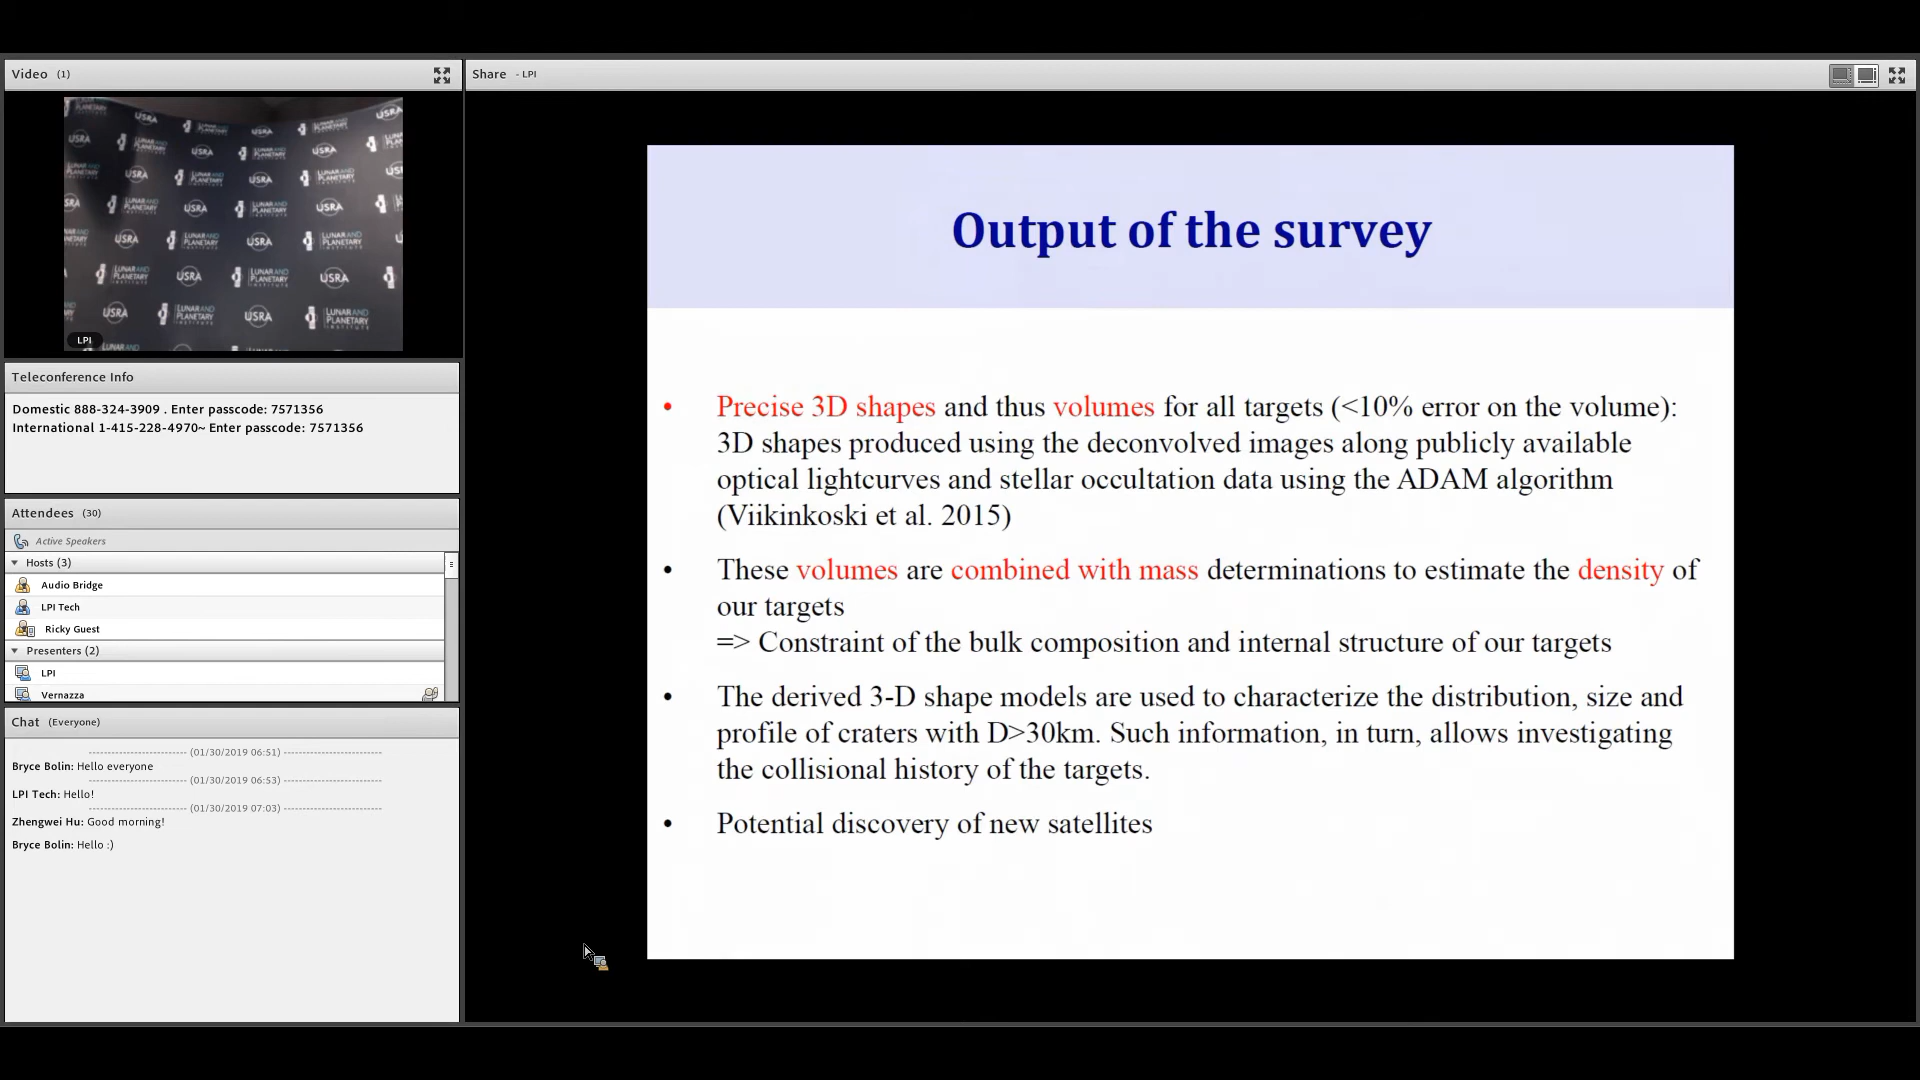 Video (1)
USRA
LUNAR AND
PLANETARY
INSTITUTE
LPI
Teleconference Info
Domestic 888-324-3909 . Enter passcode: 7571356
International 1-415-228-4970~ Enter passcode: 7571356
Attendees (30)
Active Speakers
Hosts (3)
Audio Bridge
LPI Tech
Ricky Guest
Presenters (2)
LPI
Vernazza
Chat (Everyone)
(01/30/2019 06:51)
Bryce Bolin: Hello everyone
(01/30/2019 06:53)
LPI Tech: Hello!
(01/30/2019 07:03)
Zhengwei Hu: Good morning!
Bryce Bolin: Hello :)
Share - LPI
Output of the survey
• Precise 3D shapes and thus volumes for all targets (<10% error on the volume):
3D shapes produced using the deconvolved images along publicly available
optical lightcurves and stellar occultation data using the ADAM algorithm
(Viikinkoski et al. 2015)
• These volumes are combined with mass determinations to estimate the density of
our targets
=> Constraint of the bulk composition and internal structure of our targets
• The derived 3-D shape models are used to characterize the distribution, size and
profile of craters with D>30km. Such information, in turn, allows investigating
the collisional history of the targets.
• Potential discovery of new satellites